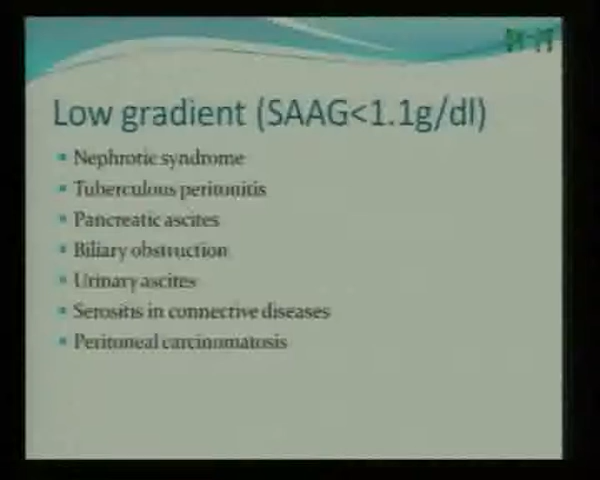 Low gradient (SAAG<1.1g/dl)
Nephrotic syndrome
Tuberculous peritonitis
Pancreatic ascites
Biliary obstruction
Urinary ascites
Serositis in connective diseases
Peritoneal carcinomatosis